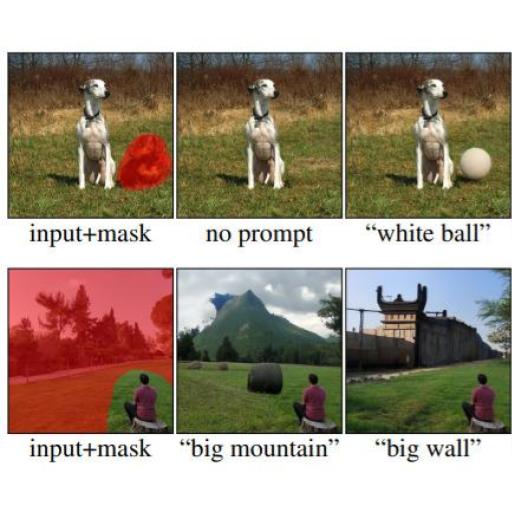 input+mask
no prompt
“white ball”
input+mask
“big mountain”
“big wall”